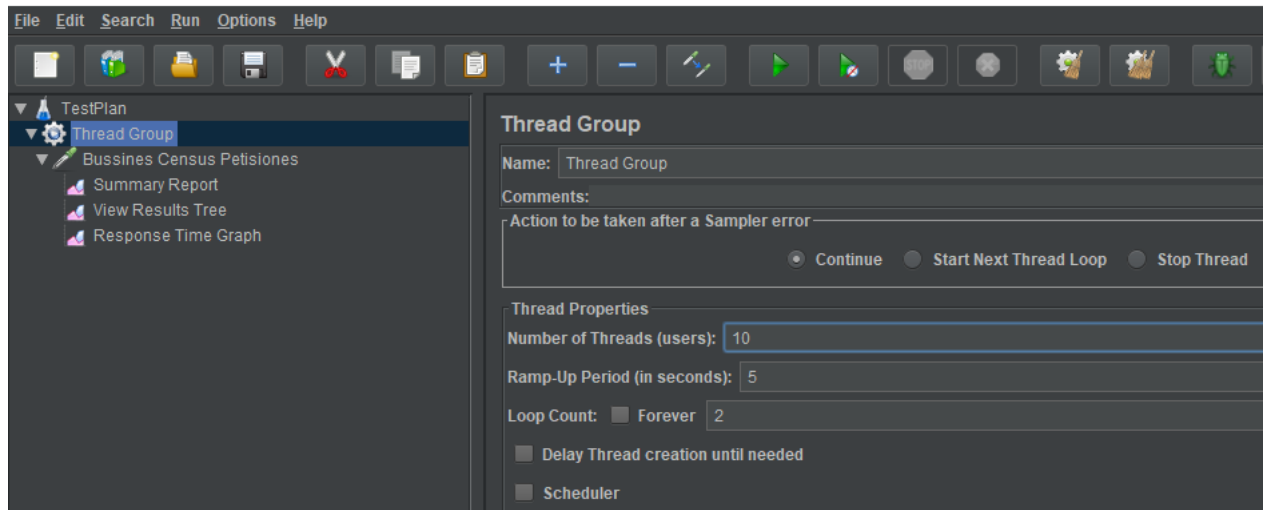 File Edit Search Run Options Help
STOP
TestPlan
Thread Group
Bussines Census Petisiones
Summary Report
View Results Tree
Response Time Graph
Thread Group
Name: Thread Group
Comments:
Action to be taken after a Sampler error
Continue Start Next Thread Loop Stop Thread
Thread Properties
Number of Threads (users): 10
Ramp-Up Period (in seconds): 5
Loop Count: Forever 2
Delay Thread creation until needed
Scheduler